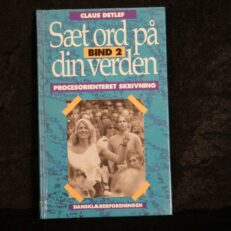 CLAUS DETLEF
Sæt ord på
BIND 2
din verden
PROCESORIENTERET SKRIVNING
DANSKLÆRERFORENINGEN